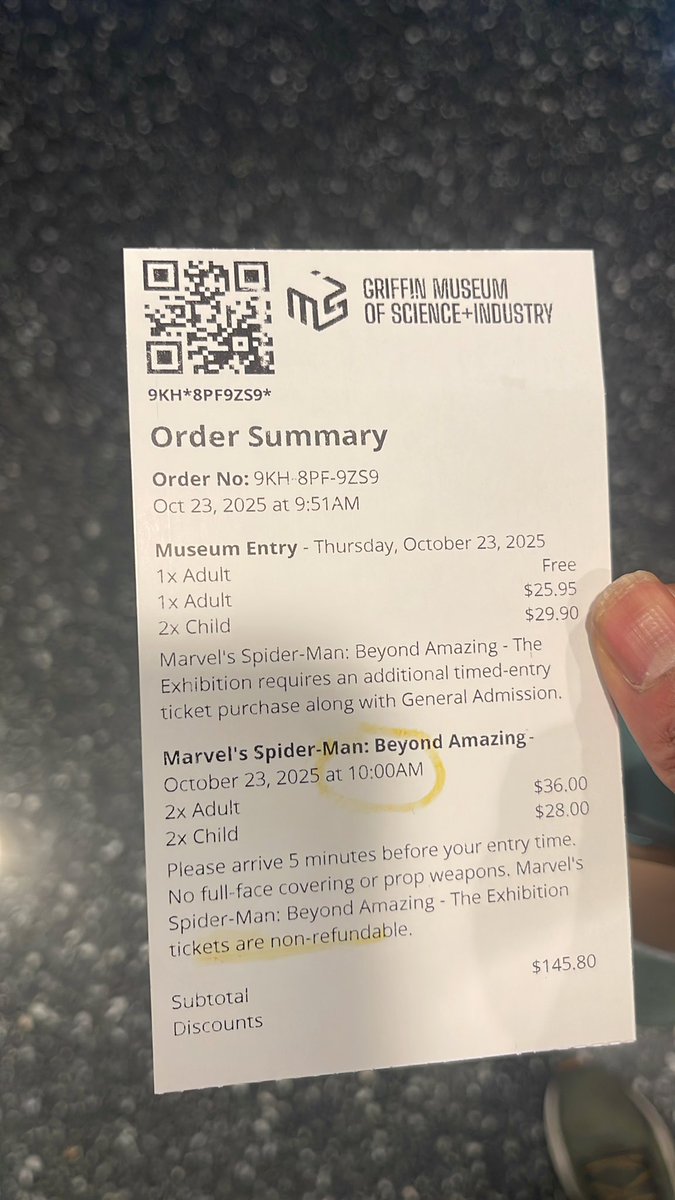 GRIFFIN MUSEUM
OF SCIENCE+INDUSTRY
9KH*8PF9ZS9*
Order Summary
Order No: 9KH-8PF-9ZS9
Oct 23, 2025 at 9:51AM
Museum Entry - Thursday, October 23, 2025
1x Adult Free
1x Adult $25.95
2x Child $29.90
Marvel's Spider-Man: Beyond Amazing - The
Exhibition requires an additional timed-entry
ticket purchase along with General Admission.
Marvel's Spider-Man: Beyond Amazing -
October 23, 2025 at 10:00AM
2x Adult $36.00
2x Child $28.00
Please arrive 5 minutes before your entry time.
No full-face covering or prop weapons. Marvel's
Spider-Man: Beyond Amazing - The Exhibition
tickets are non-refundable.
Subtotal $145.80
Discounts